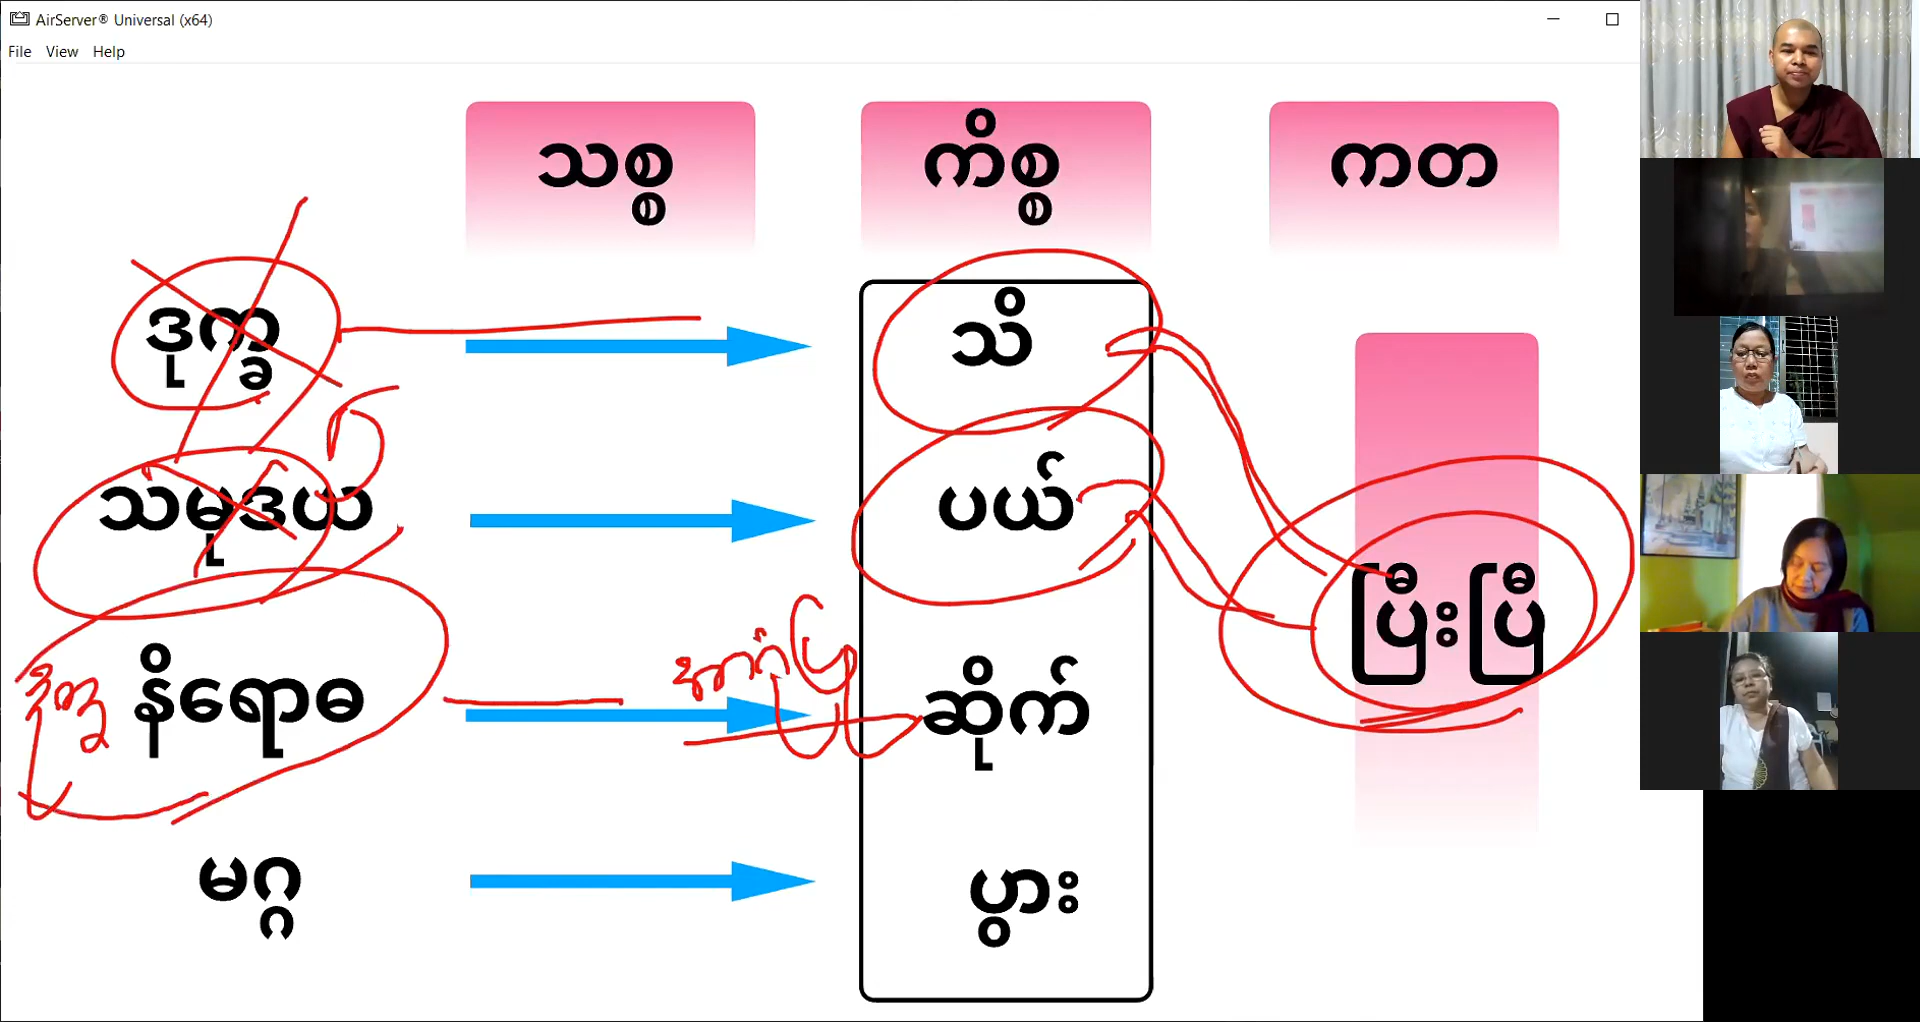 AirServer® Universal (x64)
File View Help
သစ္စ ကိစ္စ ကတ
ဒုက္ခ သိ
သမုဒယ ပယ်
ပြီးပြီ
နိရောဓ ဆိုက်
မဂ္ဂ ပွား